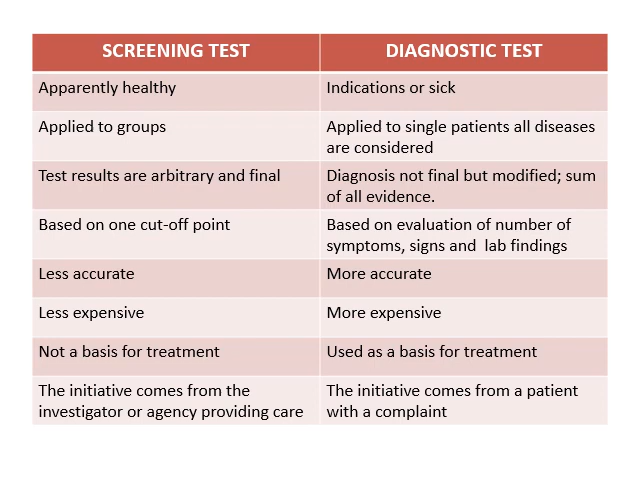 SCREENING TEST
DIAGNOSTIC TEST
Apparently healthy
Indications or sick
Applied to groups
Applied to single patients all diseases
are considered
Test results are arbitrary and final
Diagnosis not final but modified; sum
of all evidence.
Based on one cut-off point
Based on evaluation of number of
symptoms, signs and  lab findings
Less accurate
More accurate
Less expensive
More expensive
Not a basis for treatment
Used as a basis for treatment
The initiative comes from the
investigator or agency providing care
The initiative comes from a patient
with a complaint